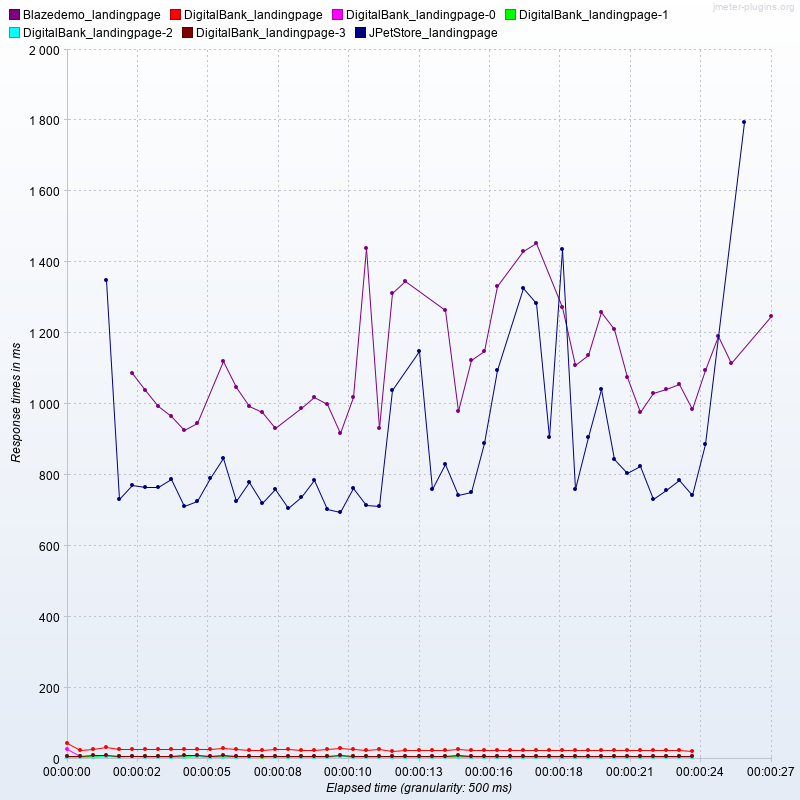 Blazedemo_landingpage DigitalBank_landingpage DigitalBank_landingpage-0 DigitalBank_landingpage-1
jmeter-plugins.org
DigitalBank_landingpage-2 DigitalBank_landingpage-3 JPetStore_landingpage
2 000
1 800
1 600
1 400
1 200
1 000
800
600
400
200
0
Response times in ms
00:00:00 00:00:02 00:00:05 00:00:08 00:00:10 00:00:13 00:00:16 00:00:18 00:00:21 00:00:24 00:00:27
Elapsed time (granularity: 500 ms)